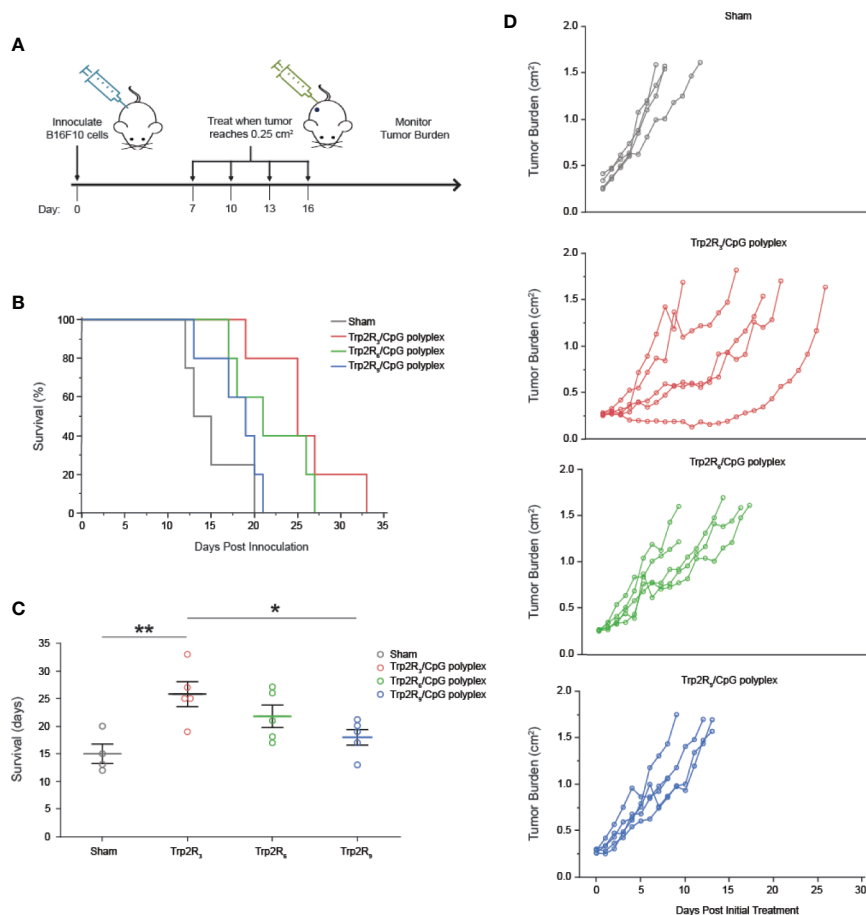 A
Innoculate
B16F10 cells
Treat when tumor
reaches 0.25 cm²
Monitor
Tumor Burden
Day:
0
7
10
13
16
B
Survival (%)
100
80
60
40
20
0
5
10
15
20
25
30
35
Days Post Innoculation
Sham
Trp2R₃/CpG polyplex
Trp2R₆/CpG polyplex
Trp2R₉/CpG polyplex
C
Survival (days)
35
30
25
20
15
10
5
0
**
*
Sham
Trp2R₃/CpG polyplex
Trp2R₆/CpG polyplex
Trp2R₉/CpG polyplex
Sham
Trp2R₃
Trp2R₆
Trp2R₉
D
Sham
Tumor Burden (cm²)
2.0
1.5
1.0
0.5
0.0
Trp2R₃/CpG polyplex
Tumor Burden (cm²)
2.0
1.5
1.0
0.5
0.0
Trp2R₆/CpG polyplex
Tumor Burden (cm²)
2.0
1.5
1.0
0.5
0.0
Trp2R₉/CpG polyplex
Tumor Burden (cm²)
2.0
1.5
1.0
0.5
0.0
0
5
10
15
20
25
30
Days Post Initial Treatment